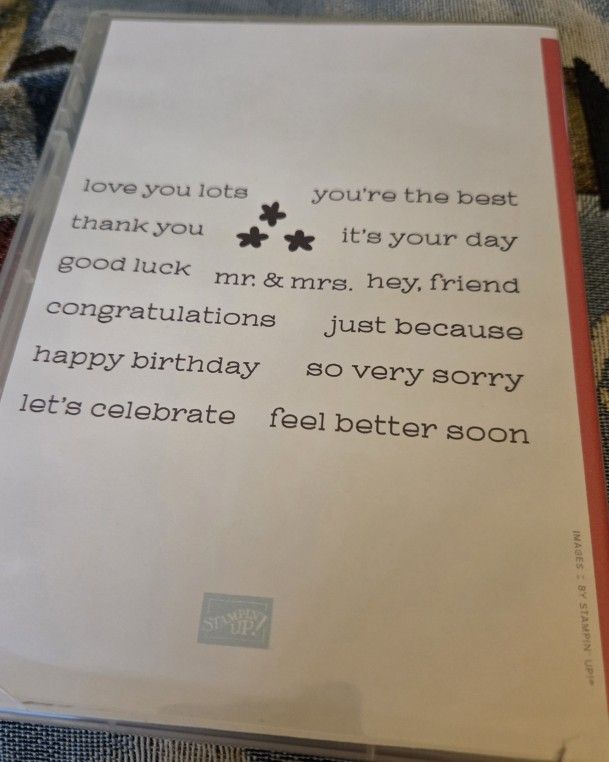 love you lots you're the best
thank you it's your day
good luck mr. & mrs. hey, friend
congratulations just because
happy birthday so very sorry
let's celebrate feel better soon
STAMPIN'
UP!
IMAGES : BY STAMPIN' UP!®